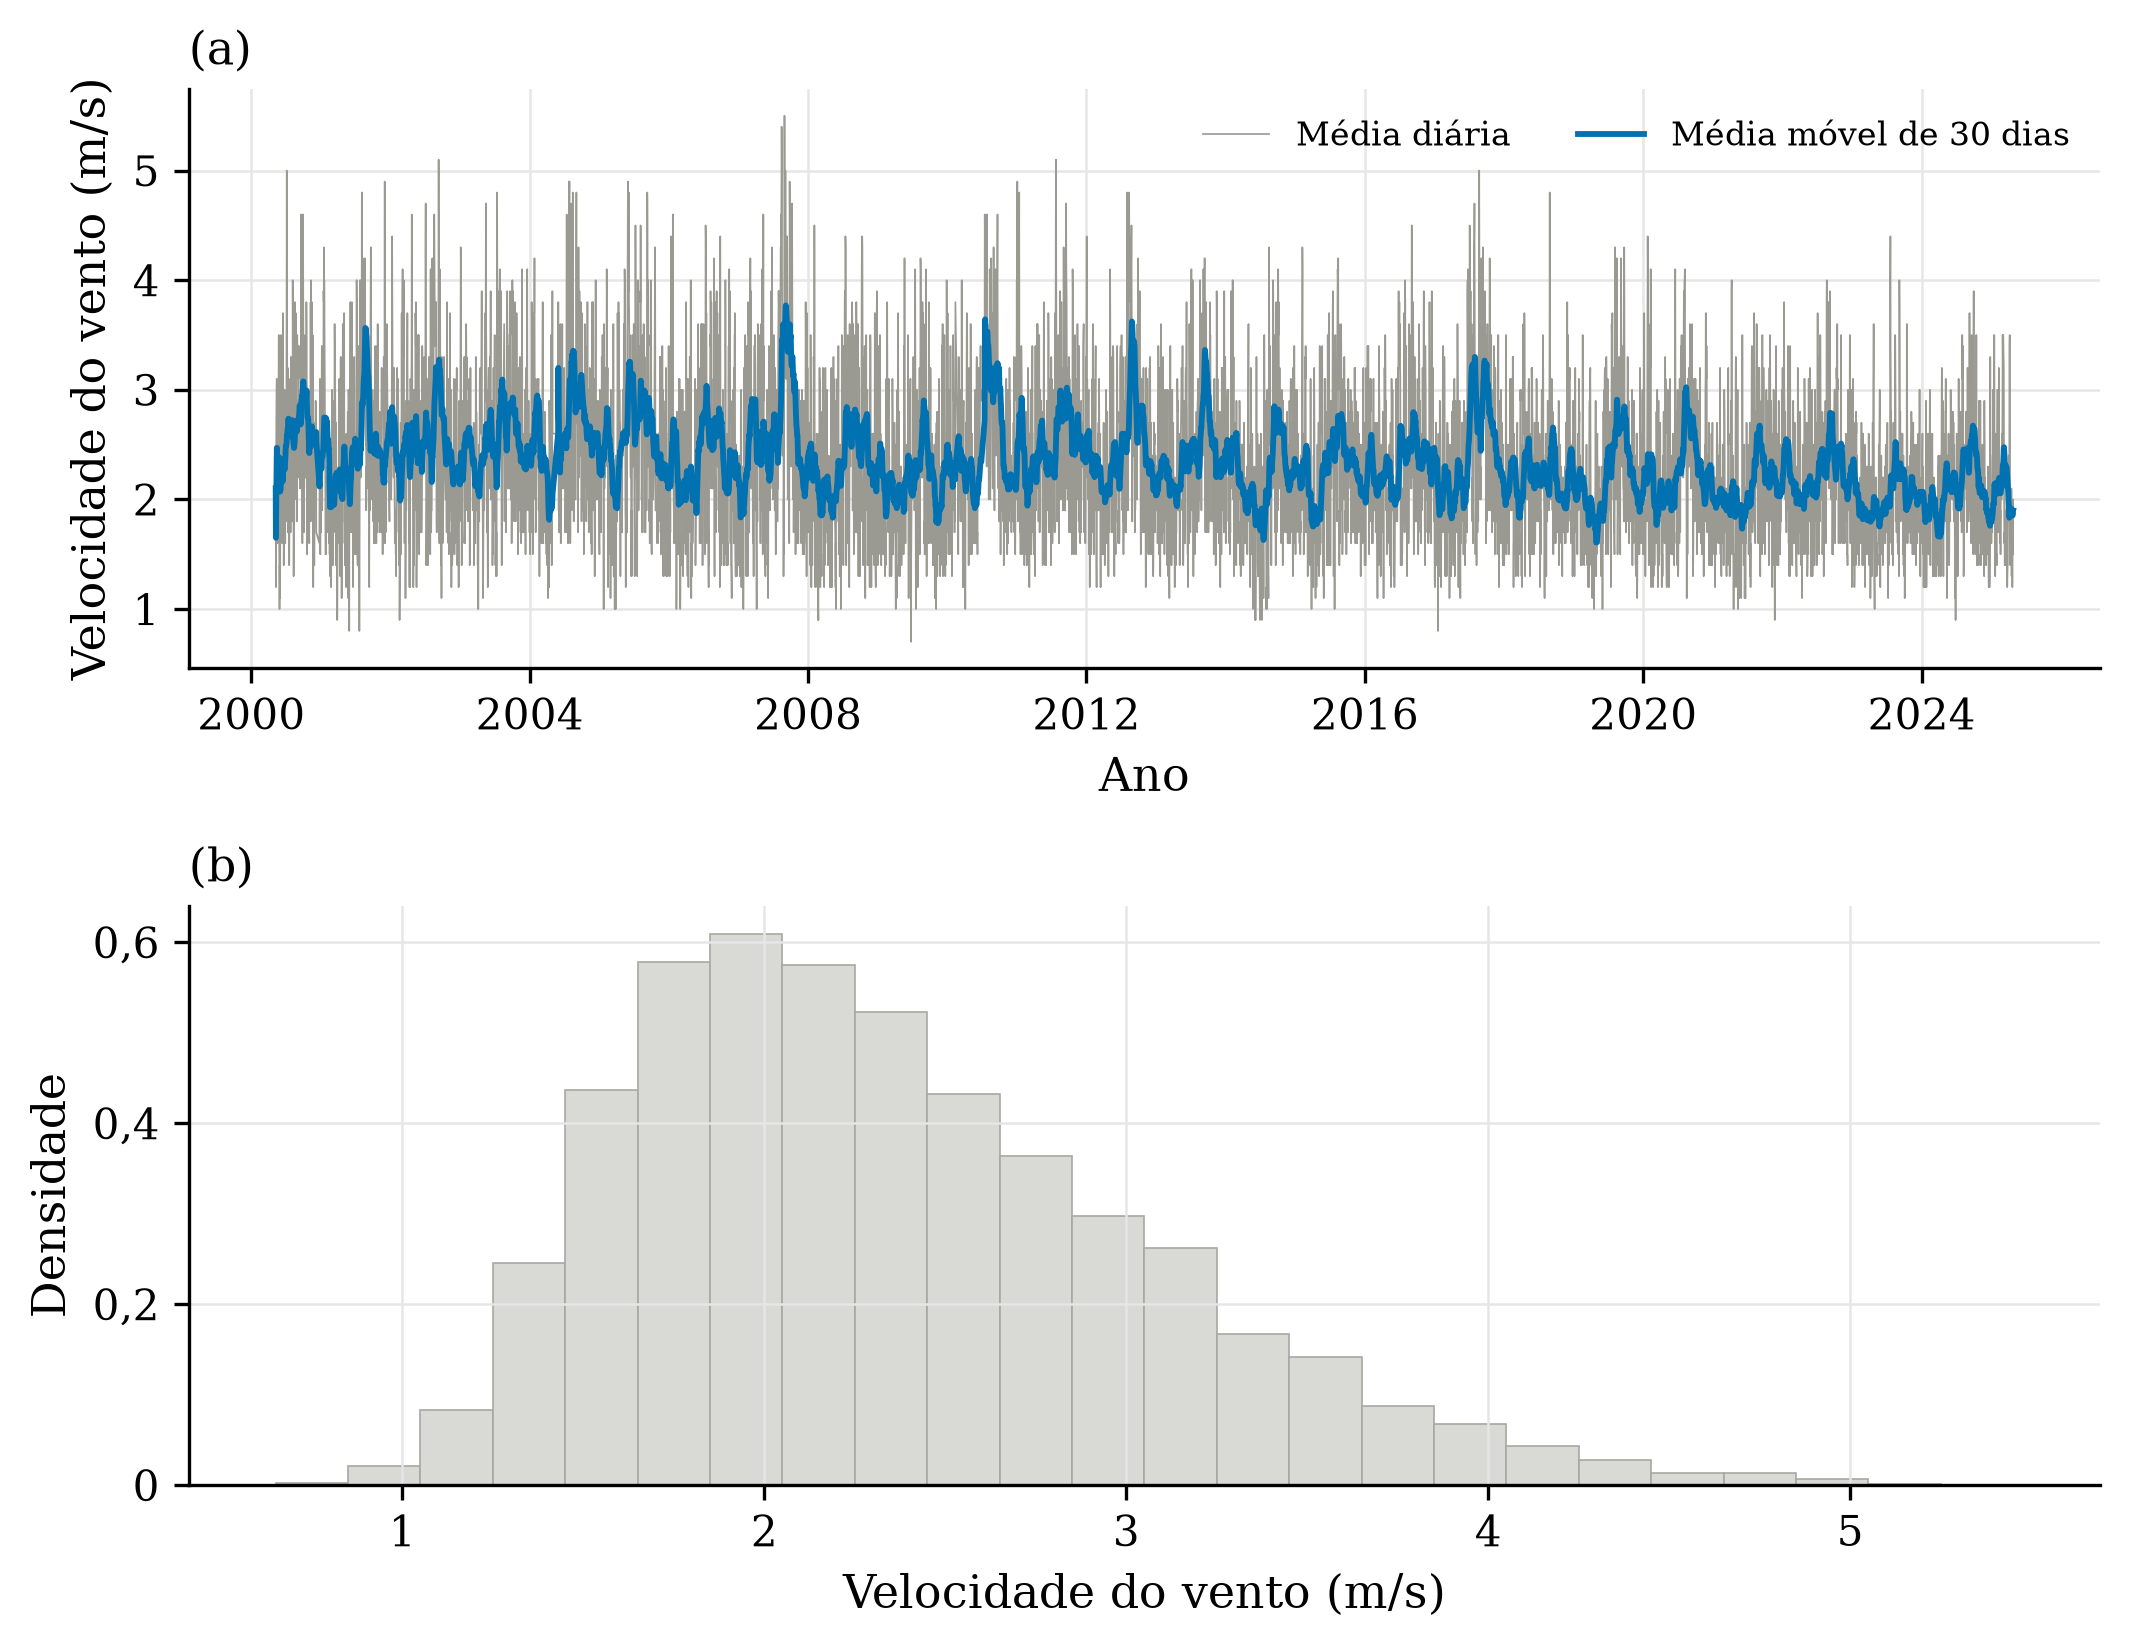 (a)
Velocidade do vento (m/s)
Média diária
Média móvel de 30 dias
5
4
3
2
1
2000 2004 2008 2012 2016 2020 2024
Ano
(b)
Densidade
0,6
0,4
0,2
0
1 2 3 4 5
Velocidade do vento (m/s)